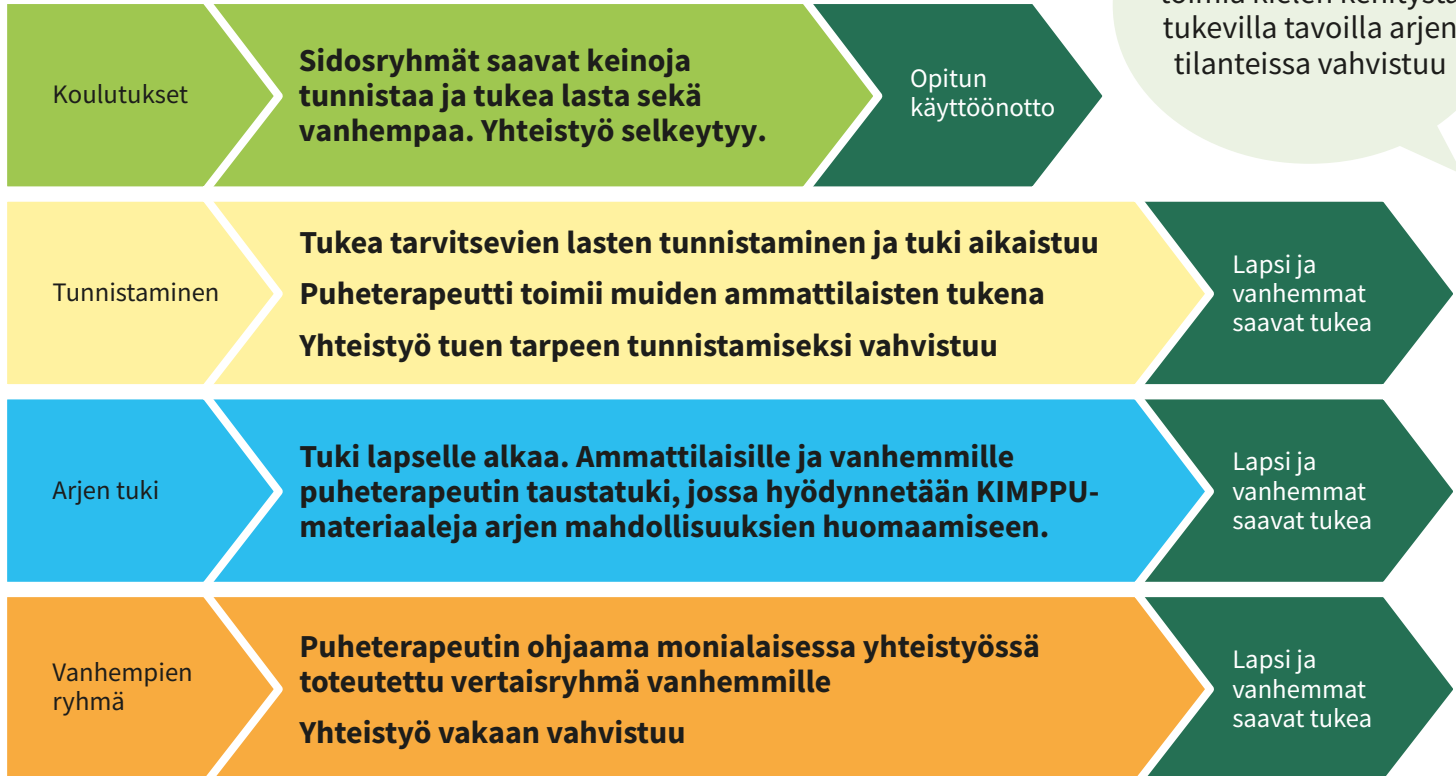 toimia kielen kehitystä
tukevilla tavoilla arjen
tilanteissa vahvistuu
Koulutukset
Sidosryhmät saavat keinoja
tunnistaa ja tukea lasta sekä
vanhempaa. Yhteistyö selkeytyy.
Opitun
käyttöönotto
Tunnistaminen
Tukea tarvitsevien lasten tunnistaminen ja tuki aikaistuu
Puheterapeutti toimii muiden ammattilaisten tukena
Yhteistyö tuen tarpeen tunnistamiseksi vahvistuu
Lapsi ja
vanhemmat
saavat tukea
Arjen tuki
Tuki lapselle alkaa. Ammattilaisille ja vanhemmille
puheterapeutin taustatuki, jossa hyödynnetään KIMPPU-
materiaaleja arjen mahdollisuuksien huomaamiseen.
Lapsi ja
vanhemmat
saavat tukea
Vanhempien
ryhmä
Puheterapeutin ohjaama monialaisessa yhteistyössä
toteutettu vertaisryhmä vanhemmille
Yhteistyö vakaan vahvistuu
Lapsi ja
vanhemmat
saavat tukea